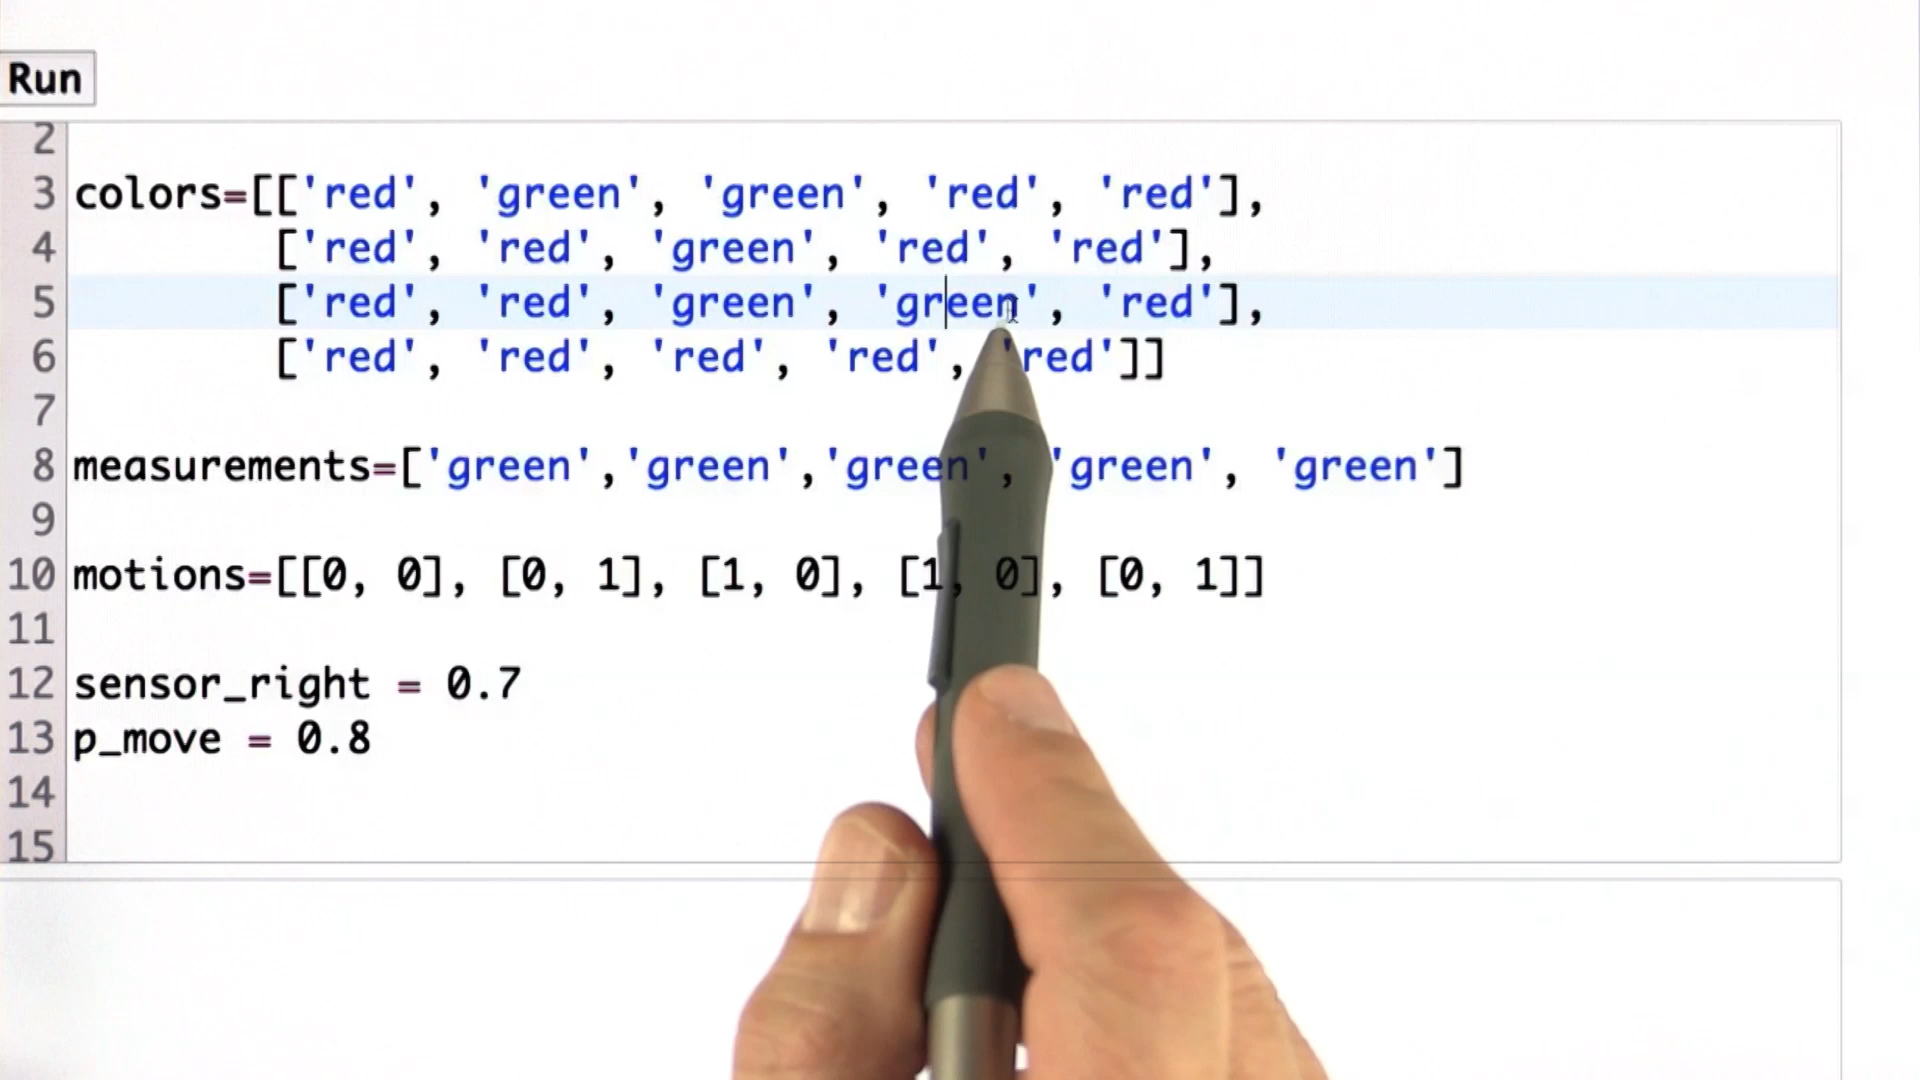 Run
2
3 colors=[['red', 'green', 'green', 'red', 'red'],
4 ['red', 'red', 'green', 'red', 'red'],
5 ['red', 'red', 'green', 'green', 'red'],
6 ['red', 'red', 'red', 'red', 'red']]
7
8 measurements=['green','green','green', 'green', 'green']
9
10 motions=[[0, 0], [0, 1], [1, 0], [1, 0], [0, 1]]
11
12 sensor_right = 0.7
13 p_move = 0.8
14
15